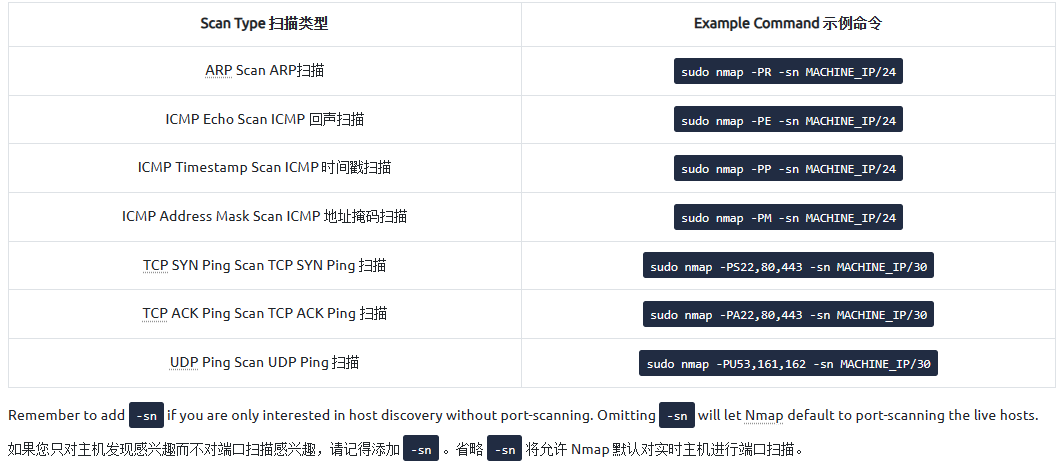 Scan Type 扫描类型 Example Command 示例命令
ARP Scan ARP扫描 sudo nmap -PR -sn MACHINE_IP/24
ICMP Echo Scan ICMP 回声扫描 sudo nmap -PE -sn MACHINE_IP/24
ICMP Timestamp Scan ICMP 时间戳扫描 sudo nmap -PP -sn MACHINE_IP/24
ICMP Address Mask Scan ICMP 地址掩码扫描 sudo nmap -PM -sn MACHINE_IP/24
TCP SYN Ping Scan TCP SYN Ping 扫描 sudo nmap -PS22,80,443 -sn MACHINE_IP/30
TCP ACK Ping Scan TCP ACK Ping 扫描 sudo nmap -PA22,80,443 -sn MACHINE_IP/30
UDP Ping Scan UDP Ping 扫描 sudo nmap -PU53,161,162 -sn MACHINE_IP/30
Remember to add -sn if you are only interested in host discovery without port-scanning. Omitting -sn will let Nmap default to port-scanning the live hosts.
如果您只对主机发现感兴趣而不对端口扫描感兴趣，请记得添加 -sn 。省略 -sn 将允许 Nmap 默认对实时主机进行端口扫描。